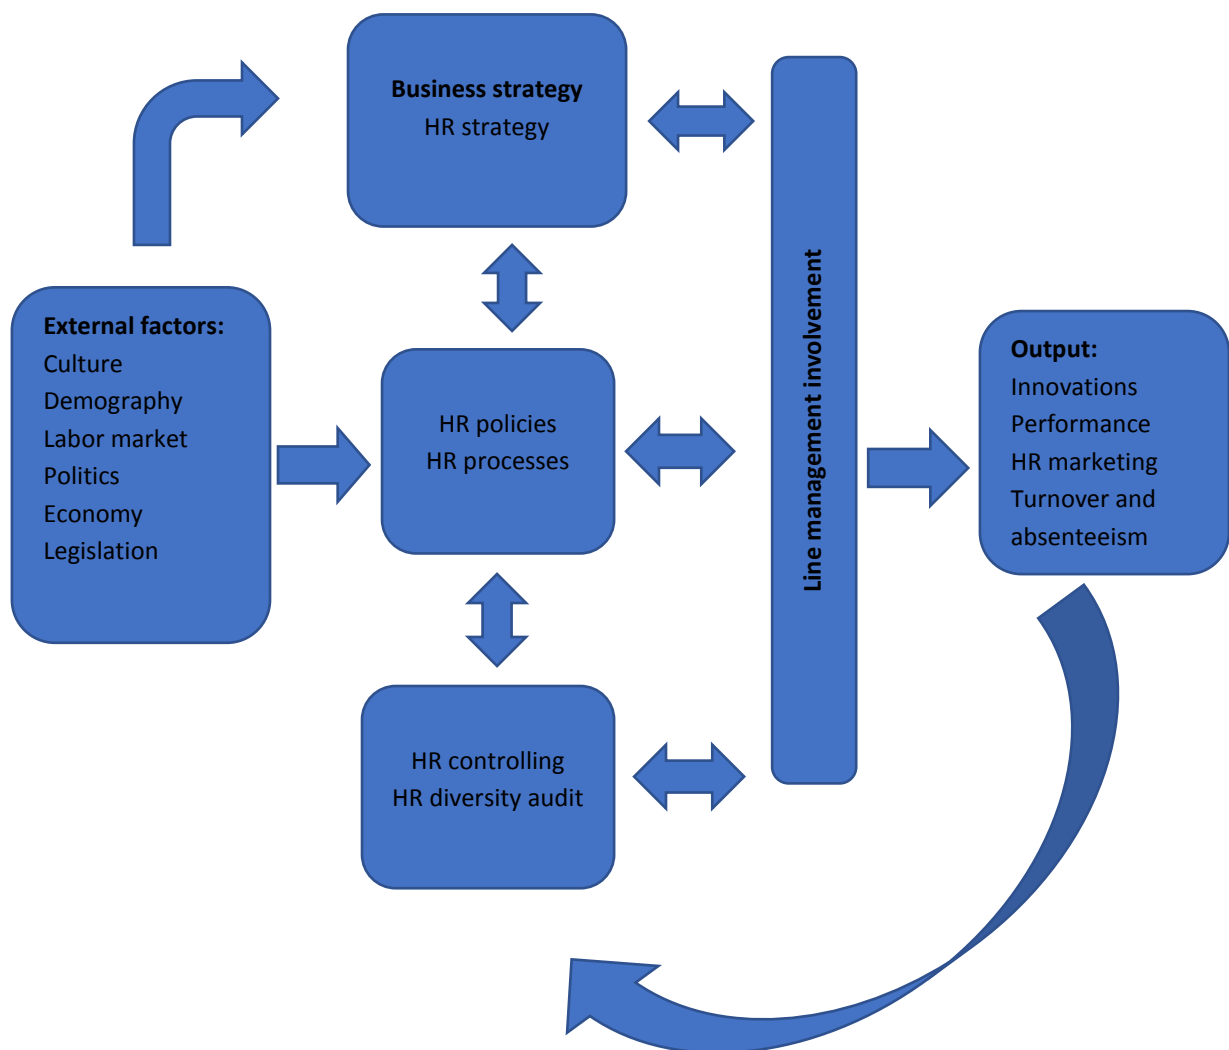 Business strategy
HR strategy
External factors:
Culture
Demography
Labor market
Politics
Economy
Legislation
HR policies
HR processes
HR controlling
HR diversity audit
Line management involvement
Output:
Innovations
Performance
HR marketing
Turnover and
absenteeism